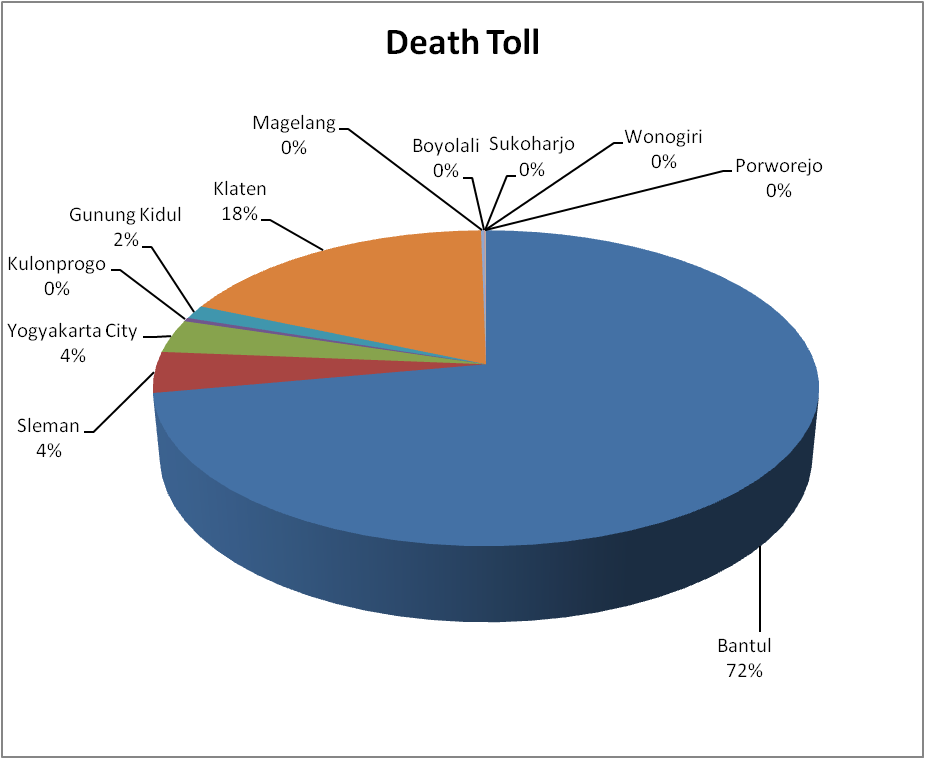 Death Toll
Magelang
0%
Boyolali
0%
Sukoharjo
0%
Wonogiri
0%
Porworejo
0%
Klaten
18%
Gunung Kidul
2%
Kulonprogo
0%
Yogyakarta City
4%
Sleman
4%
Bantul
72%